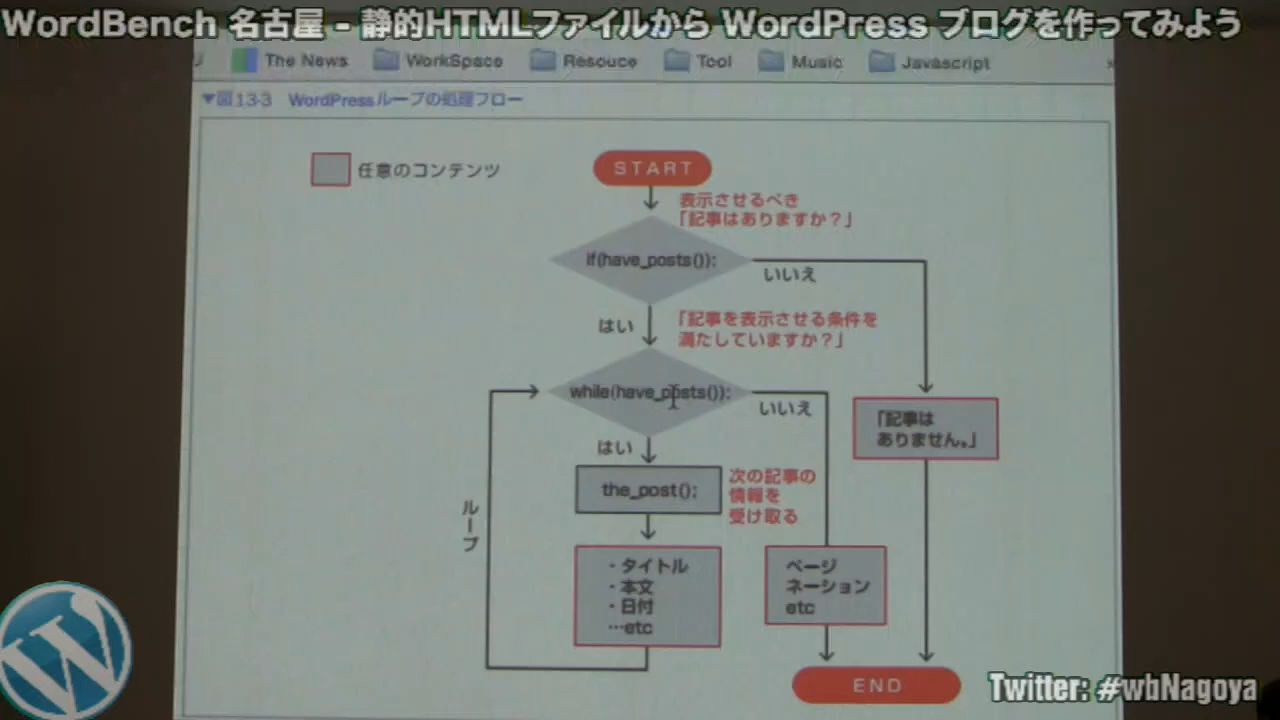 WordBench 名古屋 - 静的HTMLファイルから WordPress ブログを作ってみよう
The News WorkSpace Resouce Tool Music Javascript
▼図13-3 WordPressループの処理フロー
任意のコンテンツ
START
表示させるべき
「記事はありますか？」
if(have_posts()):
いいえ
はい
「記事を表示させる条件を
満たしていますか？」
while(have_posts()):
いいえ
「記事は
ありません。」
はい
the_post();
次の記事の
情報を
受け取る
ループ
・タイトル
・本文
・日付
…etc
ページ
ネーション
etc
END
Twitter: #wbNagoya